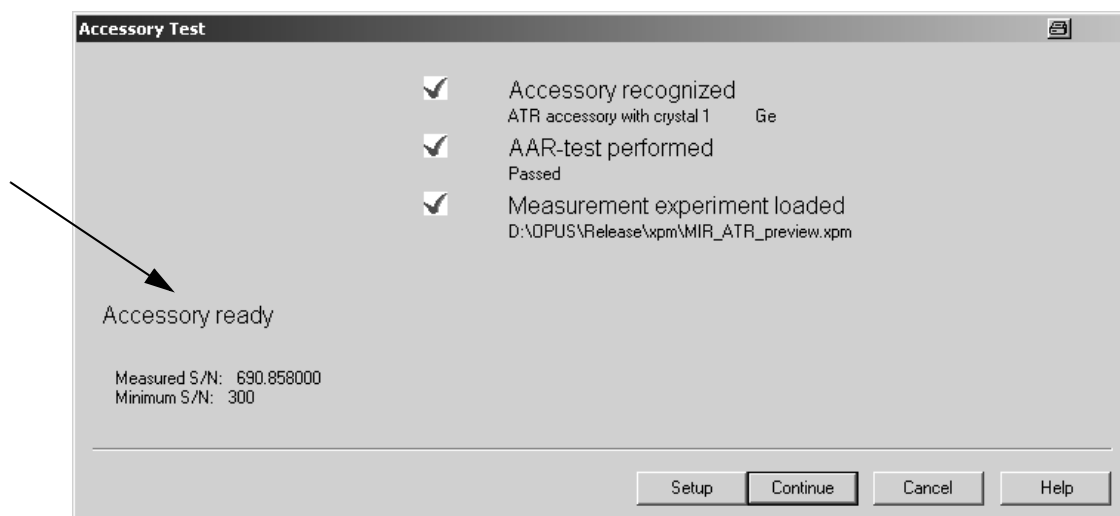 Accessory Test
Accessory recognized
ATR accessory with crystal 1 Ge
AAR-test performed
Passed
Measurement experiment loaded
D:\OPUS\Release\xpm\MIR_ATR_preview.xpm
Accessory ready
Measured S/N: 690.858000
Minimum S/N: 300
Setup Continue Cancel Help